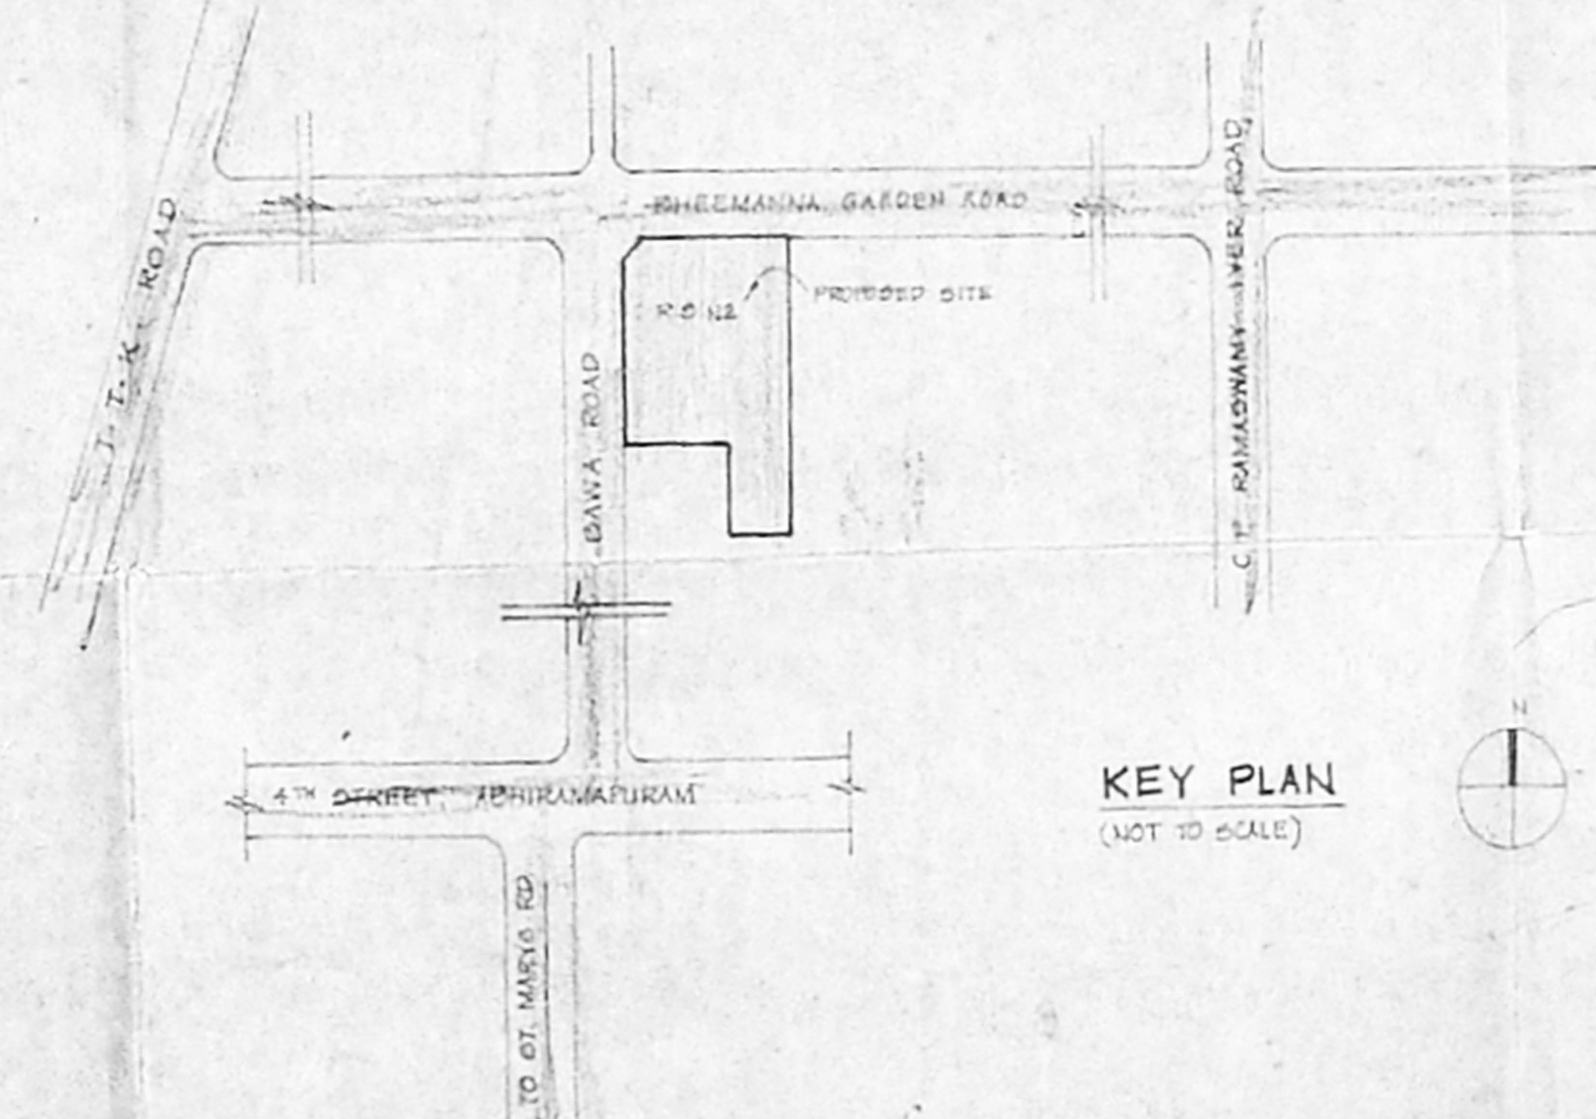 BHEEMANNA GARDEN ROAD
T.T.K ROAD
C.P. RAMASWAMY IYER ROAD
PROPOSED SITE
R S N2
BAWA ROAD
N
KEY PLAN
(NOT TO SCALE)
4TH STREET, ABHIRAMAPURAM
TO ST. MARYS RD.